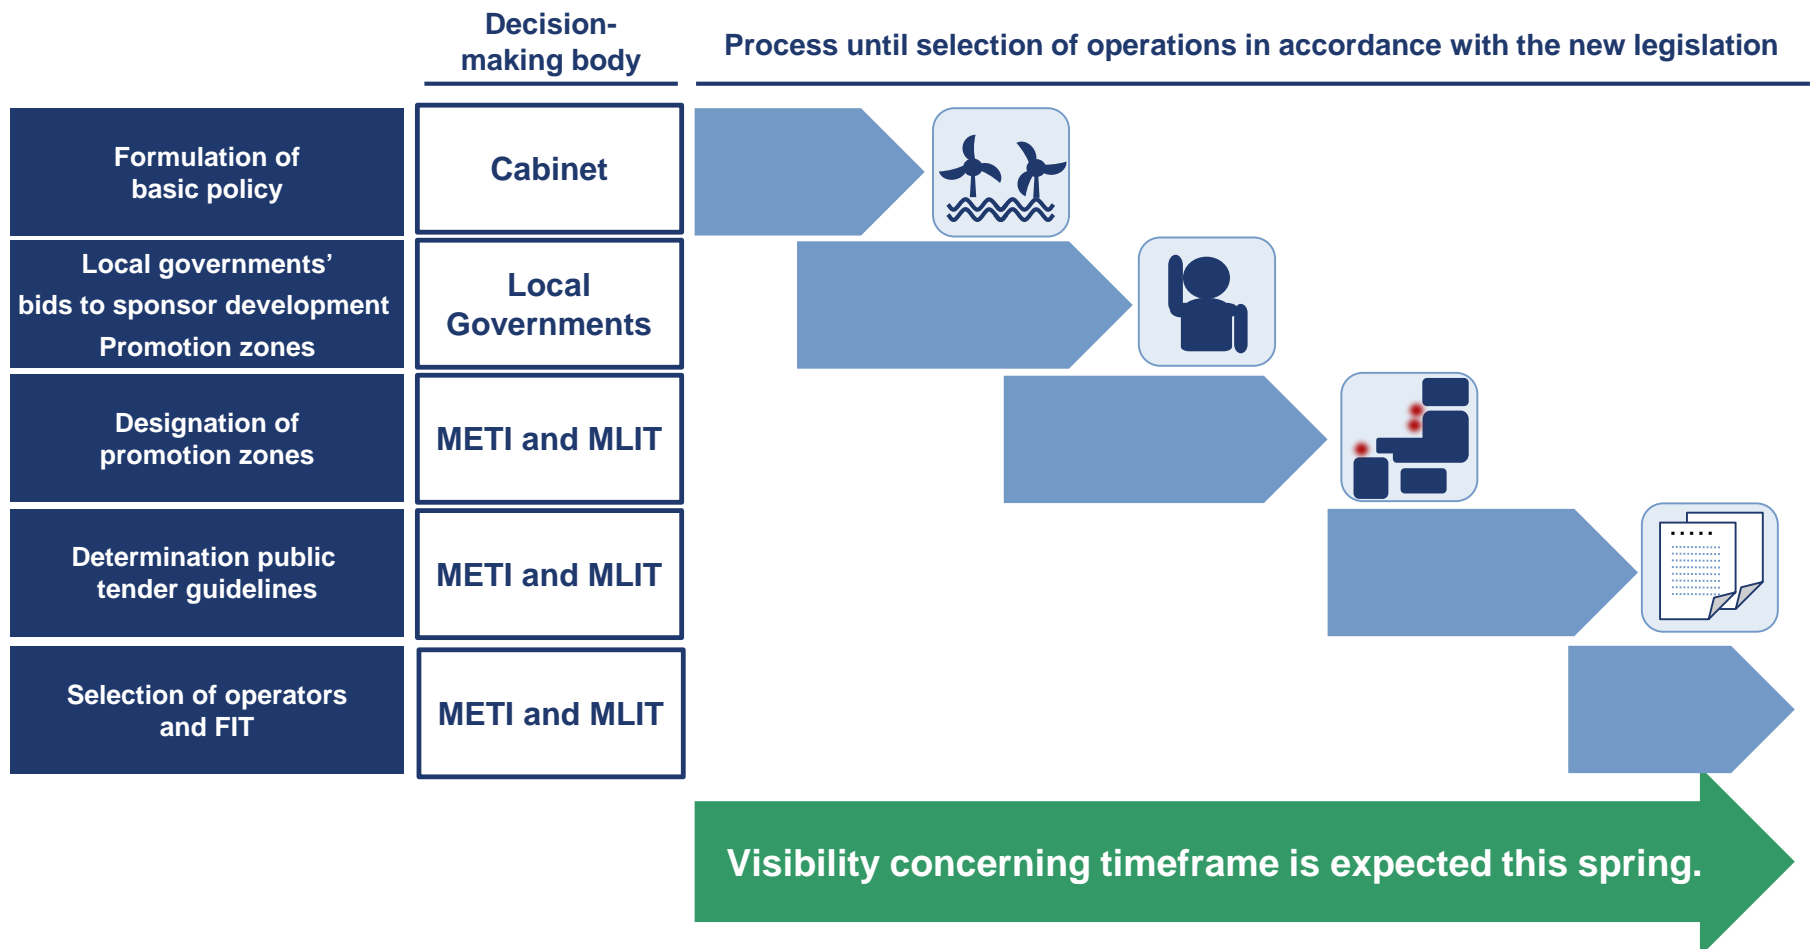 Decision-
making body
Process until selection of operations in accordance with the new legislation
Formulation of
basic policy
Cabinet
Local governments’
bids to sponsor development
Promotion zones
Local
Governments
Designation of
promotion zones
METI and MLIT
Determination public
tender guidelines
METI and MLIT
Selection of operators
and FIT
METI and MLIT
Visibility concerning timeframe is expected this spring.